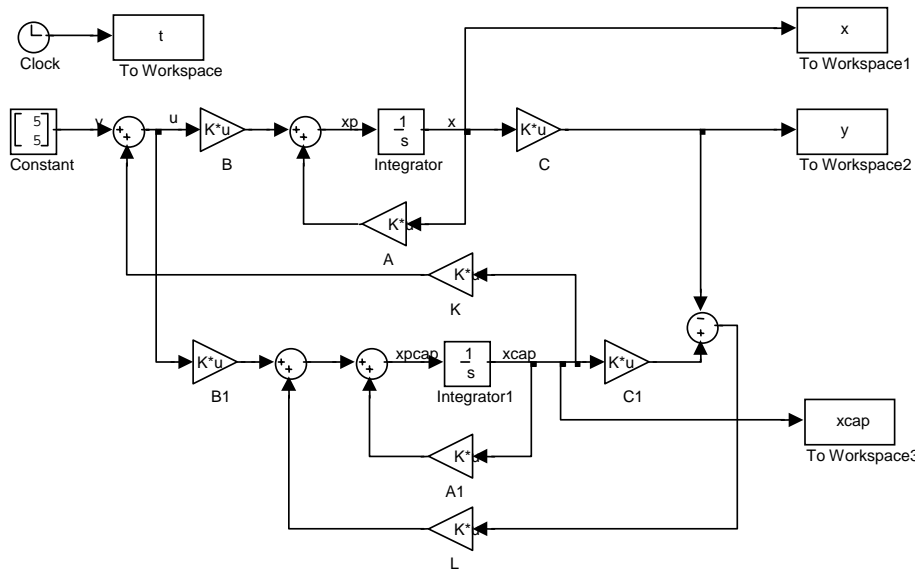 t
x
Clock
To Workspace
To Workspace1
5
5
v
+
+
u
K*u
+
+
xp
1
s
x
K*u
y
Constant
B
Integrator
C
To Workspace2
K*u
A
K*u
K
−
+
K*u
+
+
+
+
xpcap
1
s
xcap
K*u
B1
Integrator1
C1
xcap
K*u
To Workspace3
A1
K*u
L